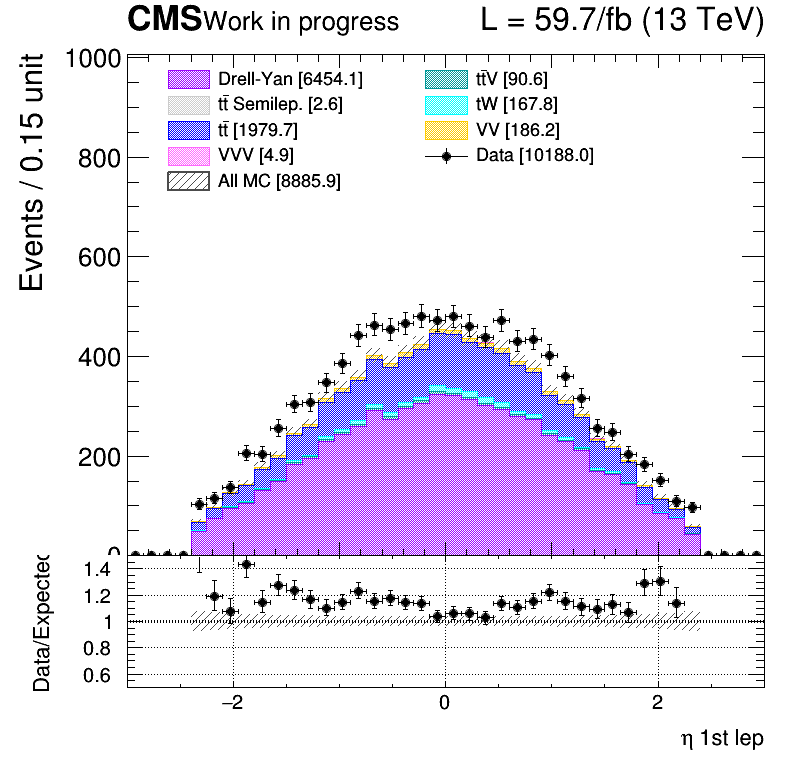 CMS Work in progress L = 59.7/fb (13 TeV)
Events / 0.15 unit
1000
800
600
400
200
0
Drell-Yan [6454.1]
tt̄ Semilep. [2.6]
tt̄ [1979.7]
VVV [4.9]
All MC [8885.9]
tt̄V [90.6]
tW [167.8]
VV [186.2]
Data [10188.0]
Data/Expected
1.4
1.2
1
0.8
0.6
−2 0 2
η 1st lep